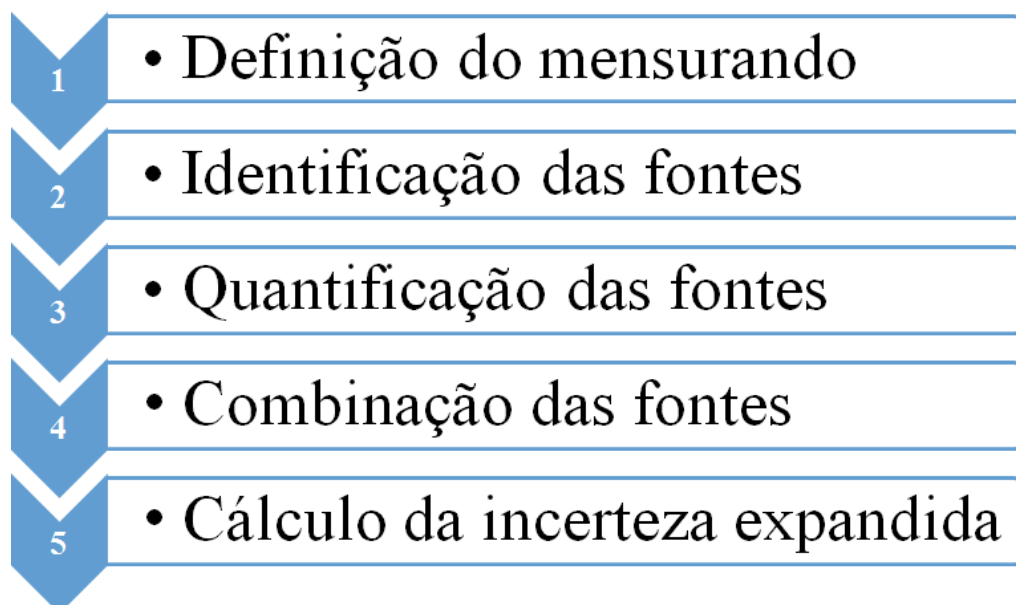 1 • Definição do mensurando
2 • Identificação das fontes
3 • Quantificação das fontes
4 • Combinação das fontes
5 • Cálculo da incerteza expandida